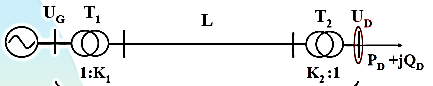 U_G T_1 L T_2 U_D
1:K_1 K_2:1 P_D +jQ_D